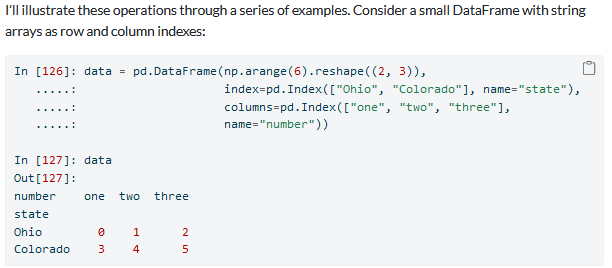 I'll illustrate these operations through a series of examples. Consider a small DataFrame with string
arrays as row and column indexes:
In [126]: data = pd.DataFrame(np.arange(6).reshape((2, 3)),
   .....:                     index=pd.Index(["Ohio", "Colorado"], name="state"),
   .....:                     columns=pd.Index(["one", "two", "three"],
   .....:                     name="number"))
In [127]: data
Out[127]:
number    one  two  three
state
Ohio        0    1      2
Colorado    3    4      5